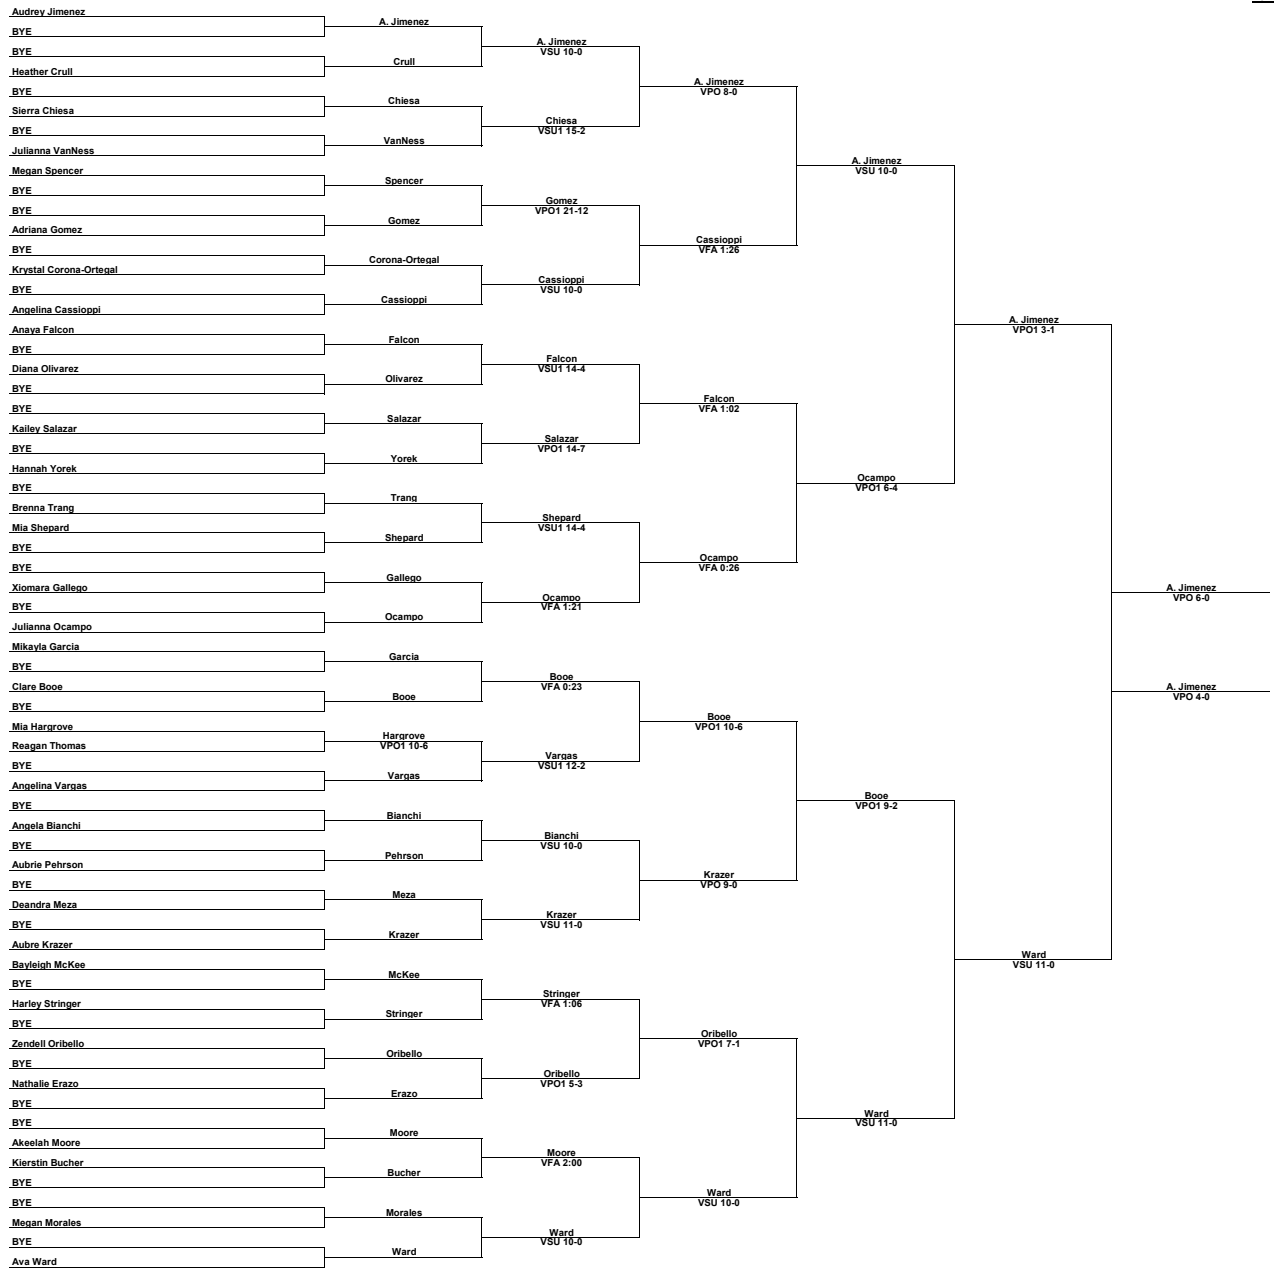 Audrey Jimenez
BYE
BYE
Heather Crull
BYE
Sierra Chiesa
BYE
Julianna VanNess
Megan Spencer
BYE
BYE
Adriana Gomez
BYE
Krystal Corona-Ortegal
BYE
Angelina Cassioppi
Anaya Falcon
BYE
Diana Olivarez
BYE
BYE
Kailey Salazar
BYE
Hannah Yorek
BYE
Brenna Trang
Mia Shepard
BYE
BYE
Xiomara Gallego
BYE
Julianna Ocampo
Mikayla Garcia
BYE
Clare Booe
BYE
Mia Hargrove
Reagan Thomas
BYE
Angelina Vargas
BYE
Angela Bianchi
BYE
Aubrie Pehrson
BYE
Deandra Meza
BYE
Aubre Krazer
Bayleigh McKee
BYE
Harley Stringer
BYE
Zendell Oribello
BYE
Nathalie Erazo
BYE
BYE
Akeelah Moore
Kierstin Bucher
BYE
BYE
Megan Morales
BYE
Ava Ward
A. Jimenez
Crull
Chiesa
VanNess
Spencer
Gomez
Corona-Ortegal
Cassioppi
Falcon
Olivarez
Salazar
Yorek
Trang
Shepard
Gallego
Ocampo
Garcia
Booe
Hargrove
VPO1 10-6
Vargas
Bianchi
Pehrson
Meza
Krazer
McKee
Stringer
Oribello
Erazo
Moore
Bucher
Morales
Ward
A. Jimenez
VSU 10-0
Chiesa
VSU1 15-2
Gomez
VPO1 21-12
Cassioppi
VSU 10-0
Falcon
VSU1 14-4
Salazar
VPO1 14-7
Shepard
VSU1 14-4
Ocampo
VFA 1:21
Booe
VFA 0:23
Vargas
VSU1 12-2
Bianchi
VSU 10-0
Krazer
VSU 11-0
Stringer
VFA 1:06
Oribello
VPO1 5-3
Moore
VFA 2:00
Ward
VSU 10-0
A. Jimenez
VPO 8-0
Cassioppi
VFA 1:26
Falcon
VFA 1:02
Ocampo
VFA 0:26
Booe
VPO1 10-6
Krazer
VPO 9-0
Oribello
VPO1 7-1
Ward
VSU 10-0
A. Jimenez
VSU 10-0
Ocampo
VPO1 6-4
Booe
VPO1 9-2
Ward
VSU 11-0
A. Jimenez
VPO1 3-1
Ward
VSU 11-0
A. Jimenez
VPO 6-0
A. Jimenez
VPO 4-0